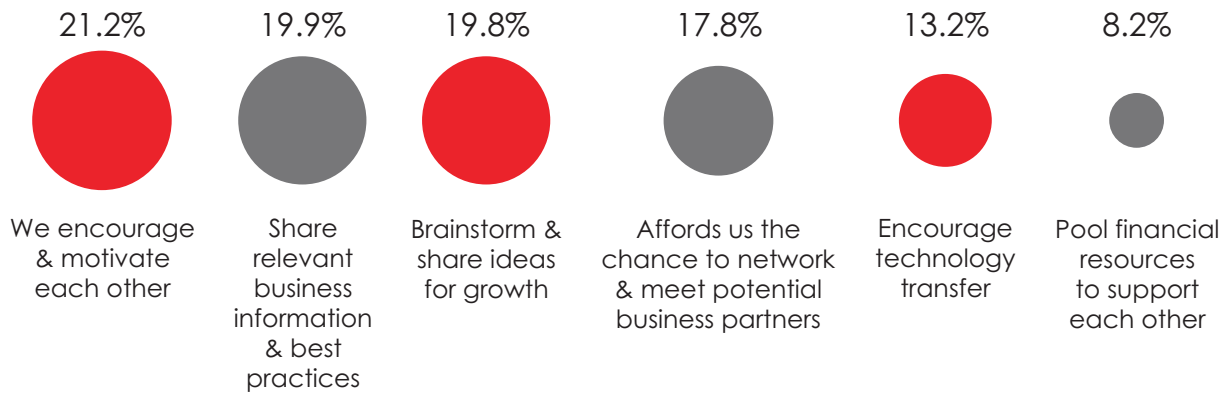 21.2%
19.9%
19.8%
17.8%
13.2%
8.2%
We encourage
& motivate
each other
Share
relevant
business
information
& best
practices
Brainstorm &
share ideas
for growth
Affords us the
chance to network
& meet potential
business partners
Encourage
technology
transfer
Pool financial
resources
to support
each other